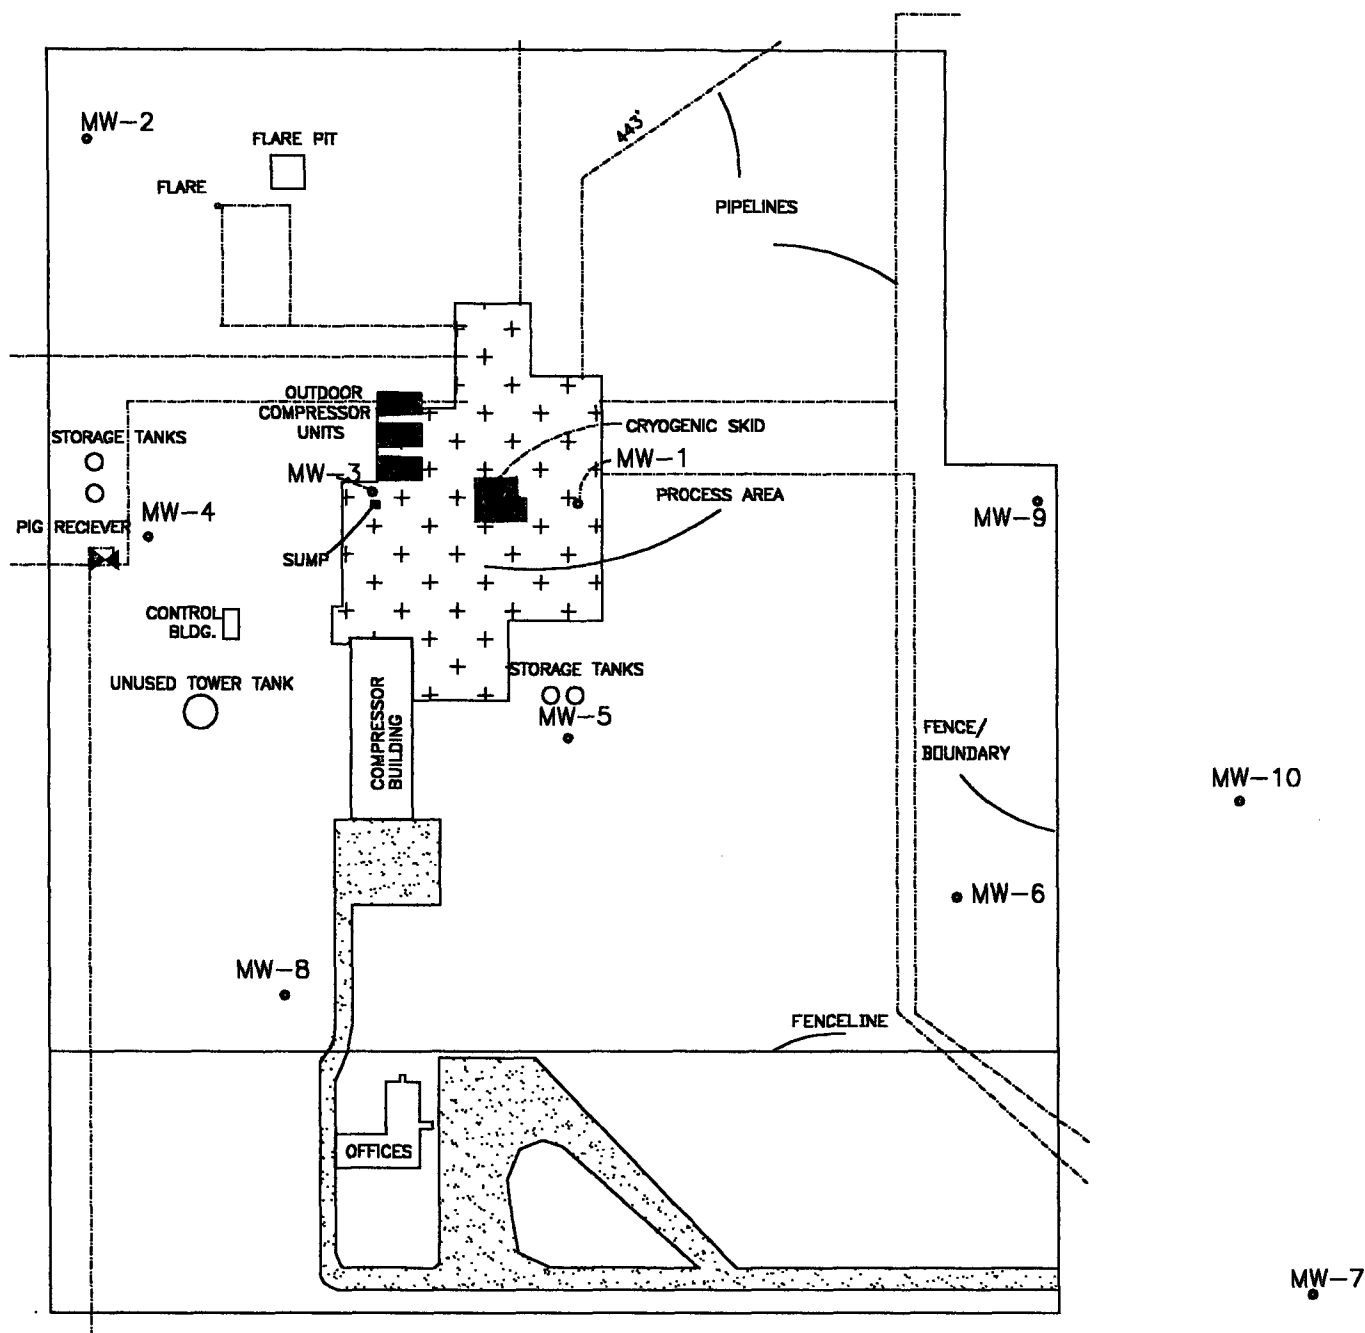 443'
MW-2
FLARE PIT
FLARE
PIPELINES
OUTDOOR
COMPRESSOR
UNITS
CRYOGENIC SKID
STORAGE TANKS
MW-3
MW-1
PROCESS AREA
MW-4
PIG RECIEVER
MW-9
SUMP
CONTROL
BLDG.
STORAGE TANKS
UNUSED TOWER TANK
MW-5
COMPRESSOR
BUILDING
FENCE/
BOUNDARY
MW-10
MW-6
MW-8
FENCELINE
OFFICES
MW-7